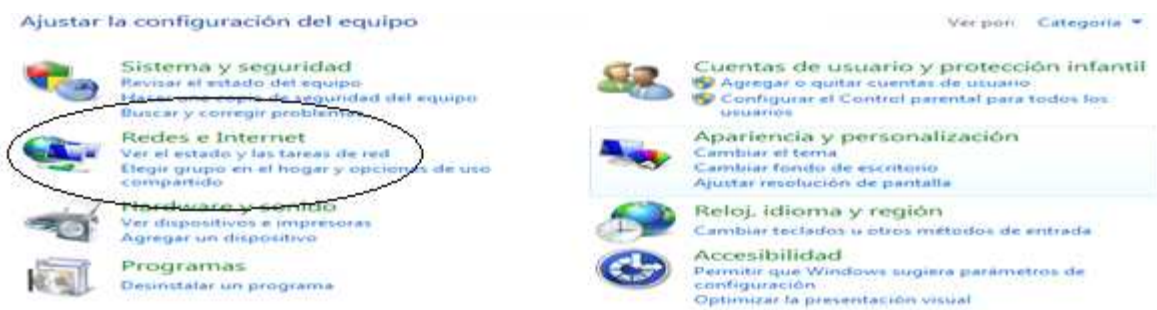 Ajustar la configuración del equipo
Ver por: Categoría
Sistema y seguridad
Revisar el estado del equipo
Hacer una copia de seguridad del equipo
Buscar y corregir problemas
Redes e Internet
Ver el estado y las tareas de red
Elegir grupo en el hogar y opciones de uso
compartido
Hardware y sonido
Ver dispositivos e impresoras
Agregar un dispositivo
Programas
Desinstalar un programa
Cuentas de usuario y protección infantil
Agregar o quitar cuentas de usuario
Configurar el Control parental para todos los
usuarios
Apariencia y personalización
Cambiar el tema
Cambiar fondo de escritorio
Ajustar resolución de pantalla
Reloj, idioma y región
Cambiar teclados u otros métodos de entrada
Accesibilidad
Permitir que Windows sugiera parámetros de
configuración
Optimizar la presentación visual